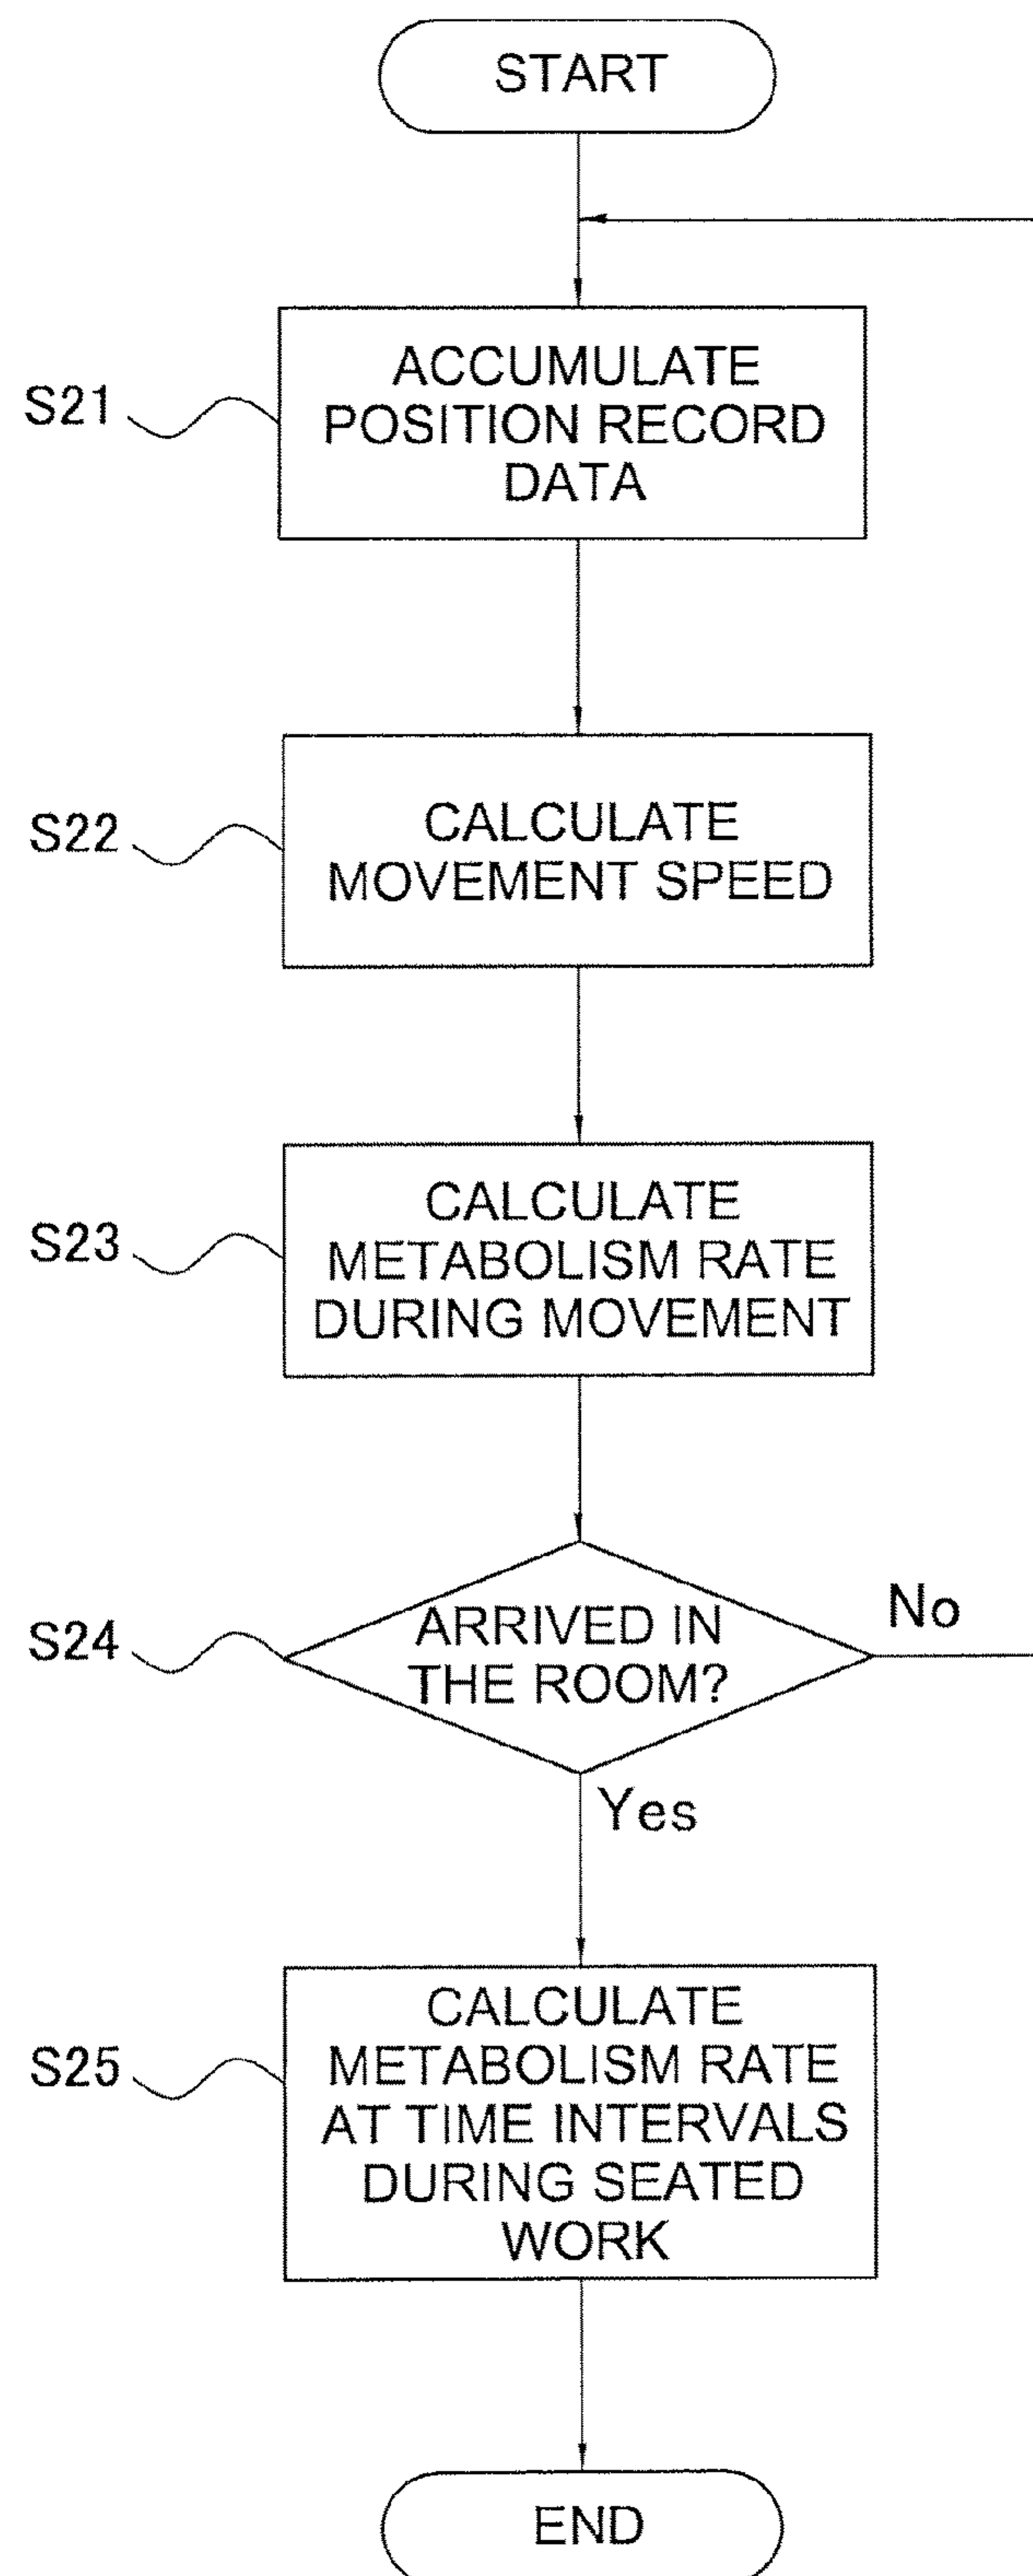 START
S21
ACCUMULATE
POSITION RECORD
DATA
S22
CALCULATE
MOVEMENT SPEED
S23
CALCULATE
METABOLISM RATE
DURING MOVEMENT
S24
ARRIVED IN
THE ROOM?
No
Yes
S25
CALCULATE
METABOLISM RATE
AT TIME INTERVALS
DURING SEATED
WORK
END